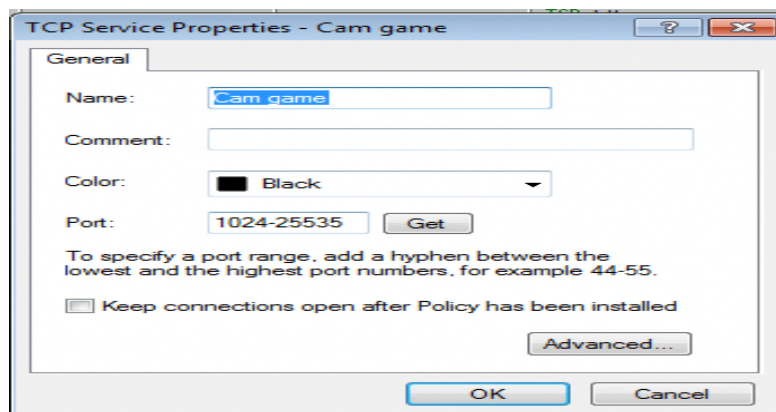 TCP Service Properties - Cam game
General
Name: Cam game
Comment:
Color: Black
Port: 1024-25535 Get
To specify a port range, add a hyphen between the
lowest and the highest port numbers, for example 44-55.
Keep connections open after Policy has been installed
Advanced...
OK Cancel